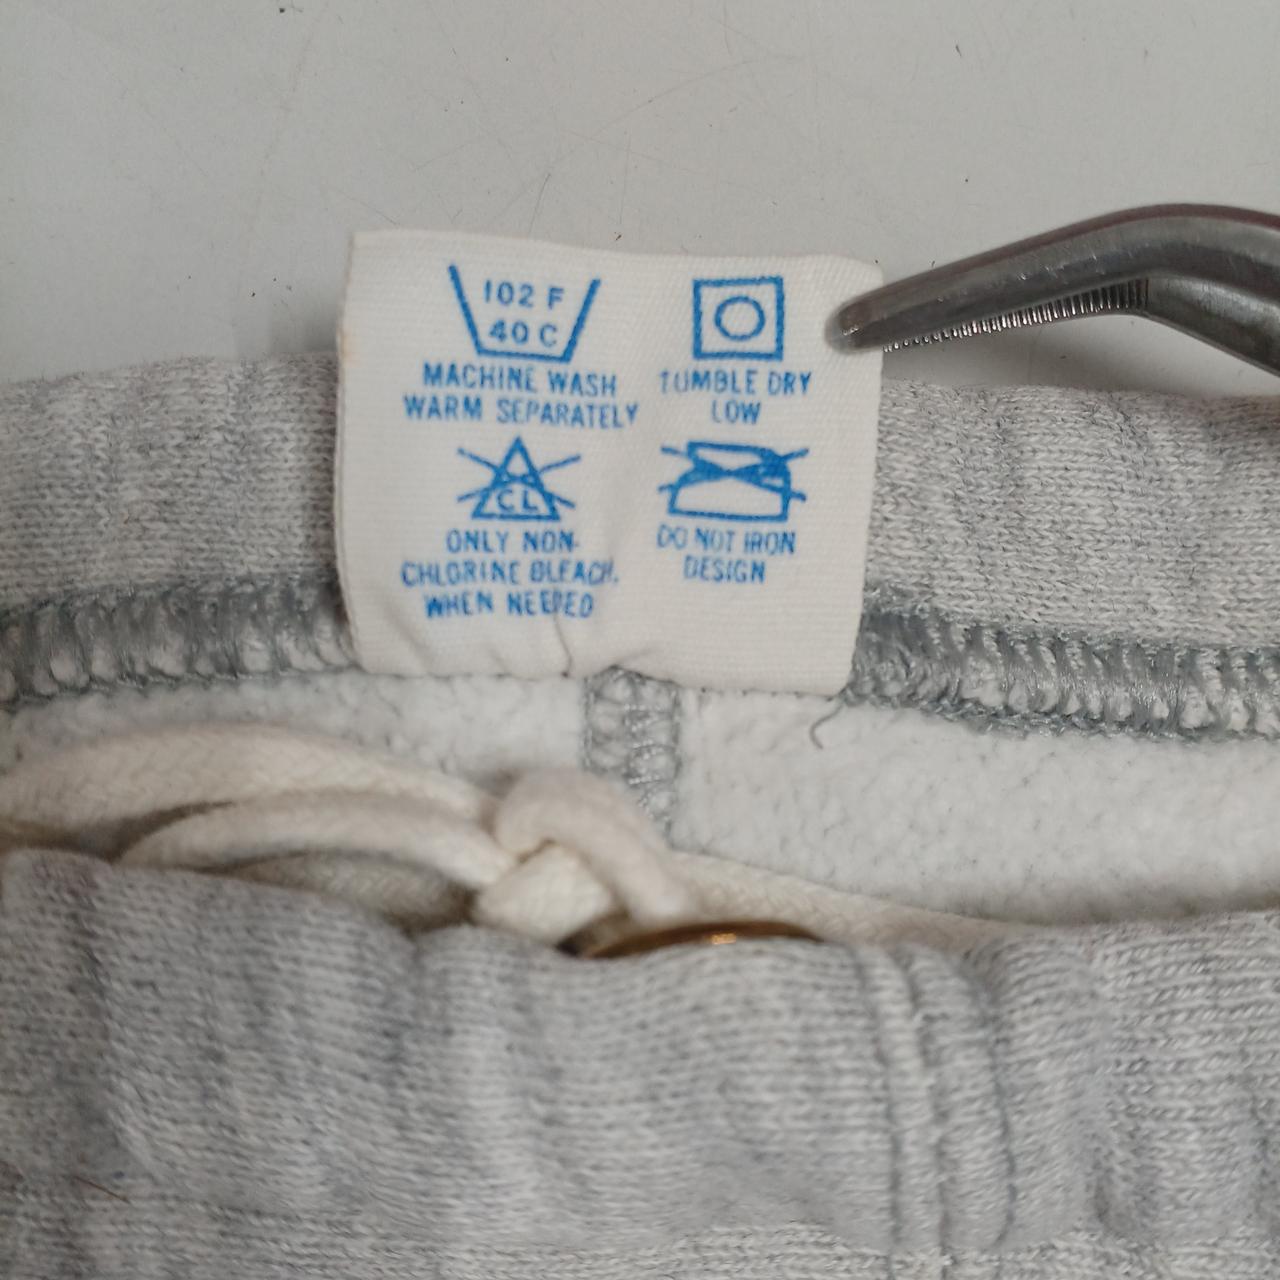 102 F
40 C
MACHINE WASH
WARM SEPARATELY
CL
ONLY NON-
CHLORINE BLEACH,
WHEN NEEDED
TUMBLE DRY
LOW
DO NOT IRON
DESIGN